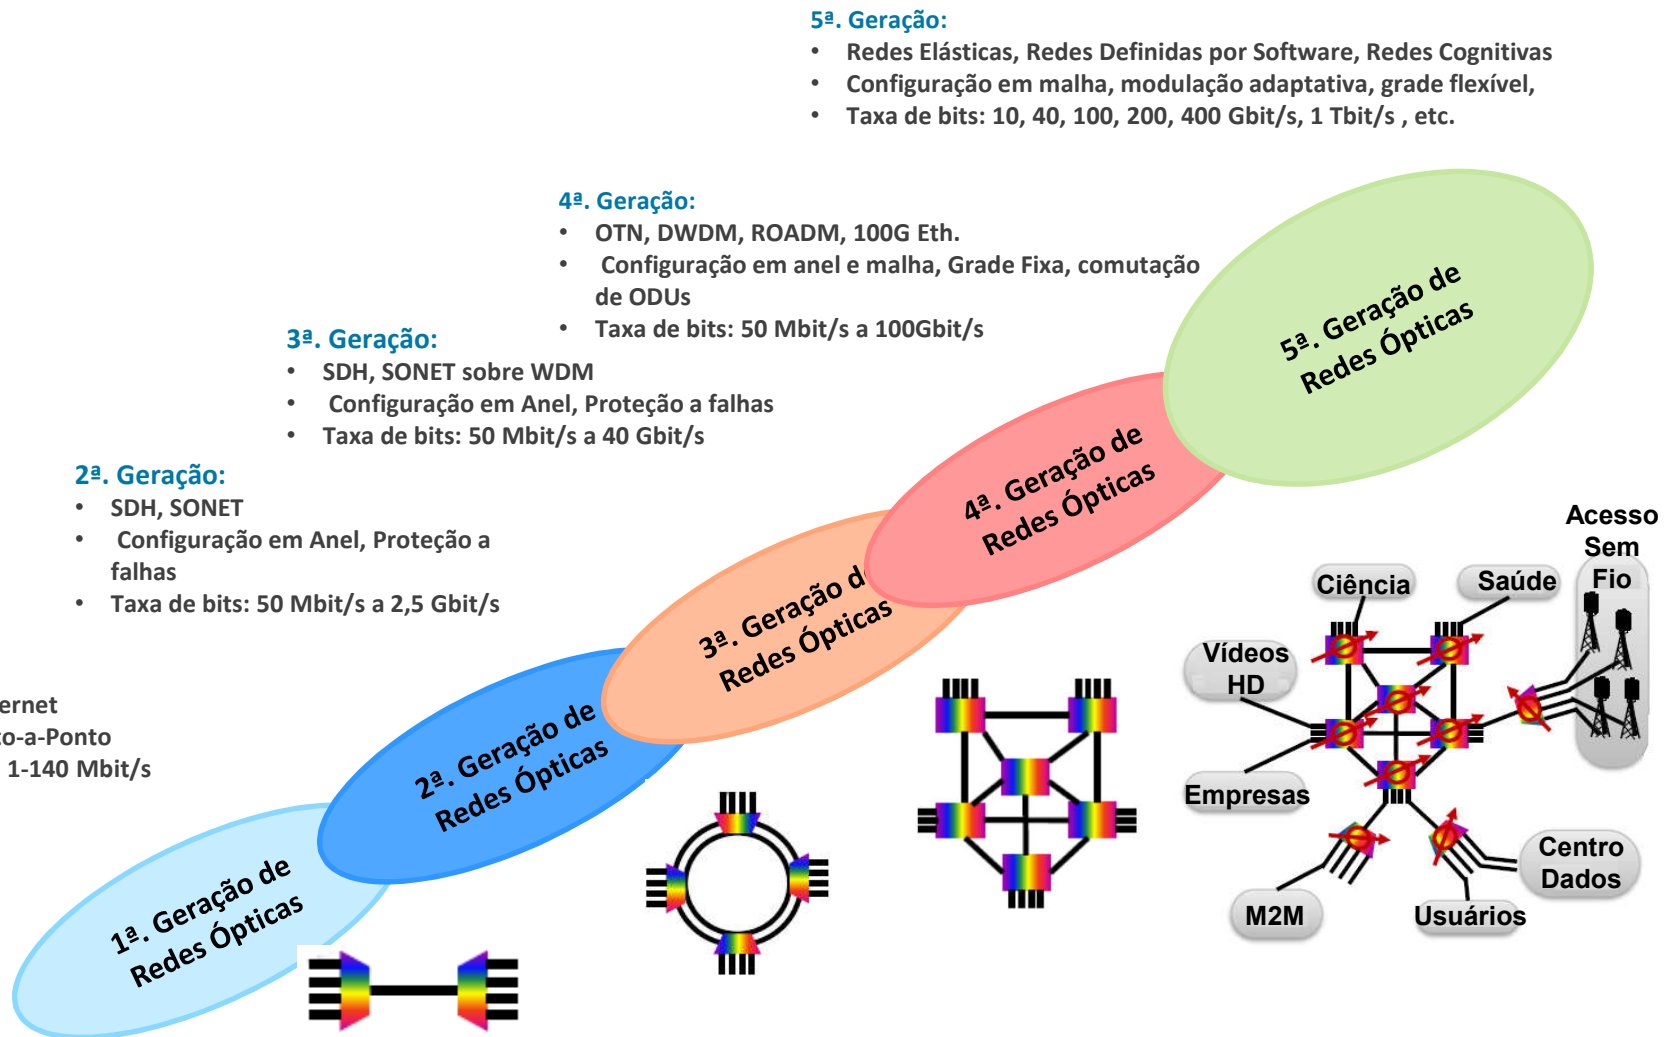 5ª. Geração:
• Redes Elásticas, Redes Definidas por Software, Redes Cognitivas
• Configuração em malha, modulação adaptativa, grade flexível,
• Taxa de bits: 10, 40, 100, 200, 400 Gbit/s, 1 Tbit/s , etc.
4ª. Geração:
• OTN, DWDM, ROADM, 100G Eth.
• Configuração em anel e malha, Grade Fixa, comutação
de ODUs
• Taxa de bits: 50 Mbit/s a 100Gbit/s
3ª. Geração:
• SDH, SONET sobre WDM
• Configuração em Anel, Proteção a falhas
• Taxa de bits: 50 Mbit/s a 40 Gbit/s
2ª. Geração:
• SDH, SONET
• Configuração em Anel, Proteção a
falhas
• Taxa de bits: 50 Mbit/s a 2,5 Gbit/s
ernet
to-a-Ponto
1-140 Mbit/s
1ª. Geração de
Redes Ópticas
2ª. Geração de
Redes Ópticas
3ª. Geração de
Redes Ópticas
4ª. Geração de
Redes Ópticas
5ª. Geração de
Redes Ópticas
Acesso
Sem
Fio
Ciência
Saúde
Vídeos
HD
Empresas
M2M
Usuários
Centro
Dados